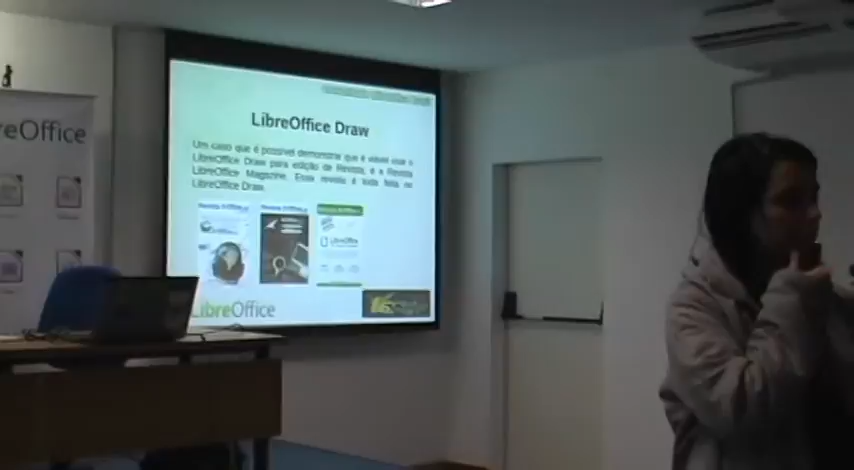 LibreOffice Draw
Um caso que é possível demonstrar que é viável usar o
LibreOffice Draw para edição de Revista, é a Revista
LibreOffice Magazine. Essa revista é toda feita no
LibreOffice Draw.
LibreOffice
reOffice